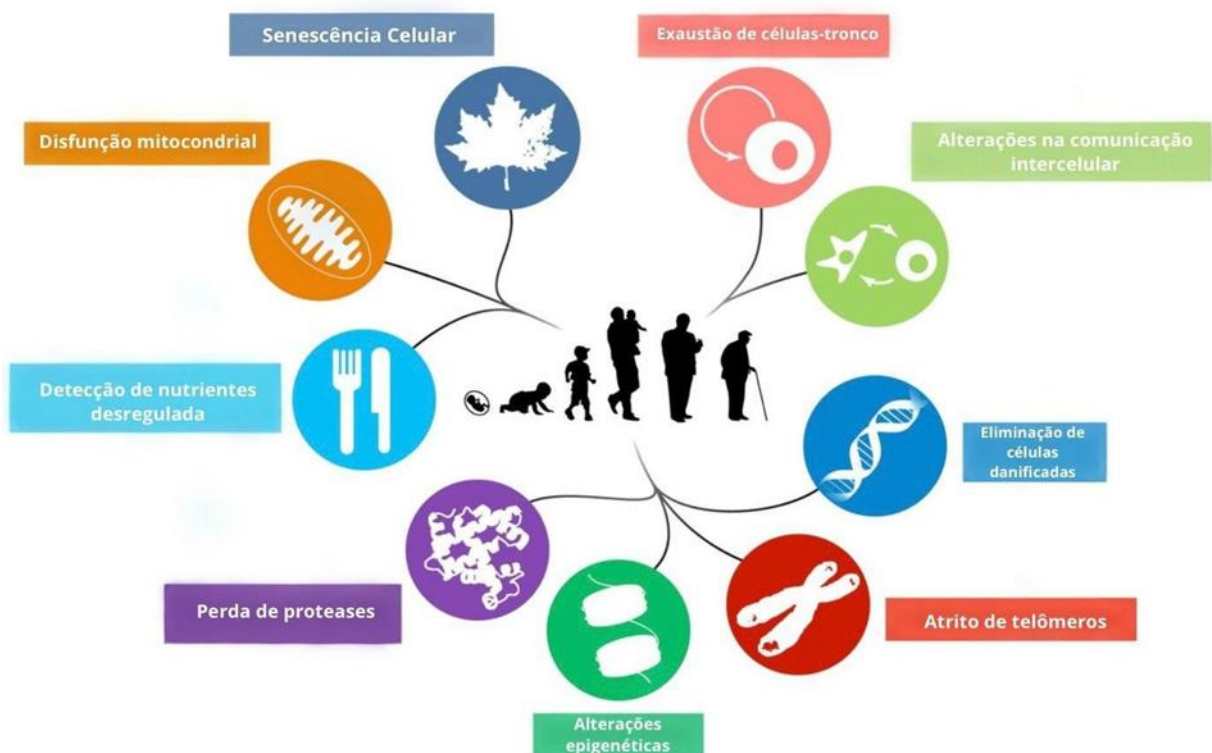 Senescência Celular
Exaustão de células-tronco
Disfunção mitocondrial
Alterações na comunicação
intercelular
Detecção de nutrientes
desregulada
Eliminação de
células
danificadas
Perda de proteases
Atrito de telômeros
Alterações
epigenéticas